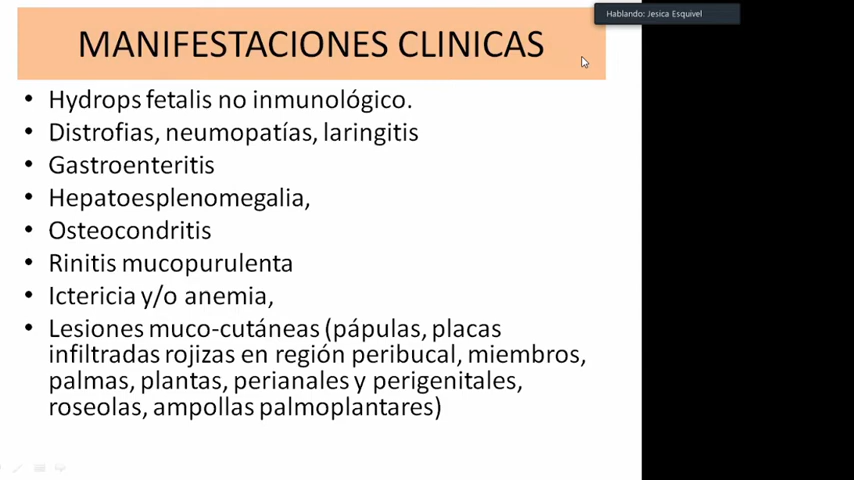 Hablando: Jesica Esquivel
MANIFESTACIONES CLINICAS
• Hydrops fetalis no inmunológico.
• Distrofias, neumopatías, laringitis
• Gastroenteritis
• Hepatoesplenomegalia,
• Osteocondritis
• Rinitis mucopurulenta
• Ictericia y/o anemia,
• Lesiones muco-cutáneas (pápulas, placas
infiltradas rojizas en región peribucal, miembros,
palmas, plantas, perianales y perigenitales,
roseolas, ampollas palmoplantares)